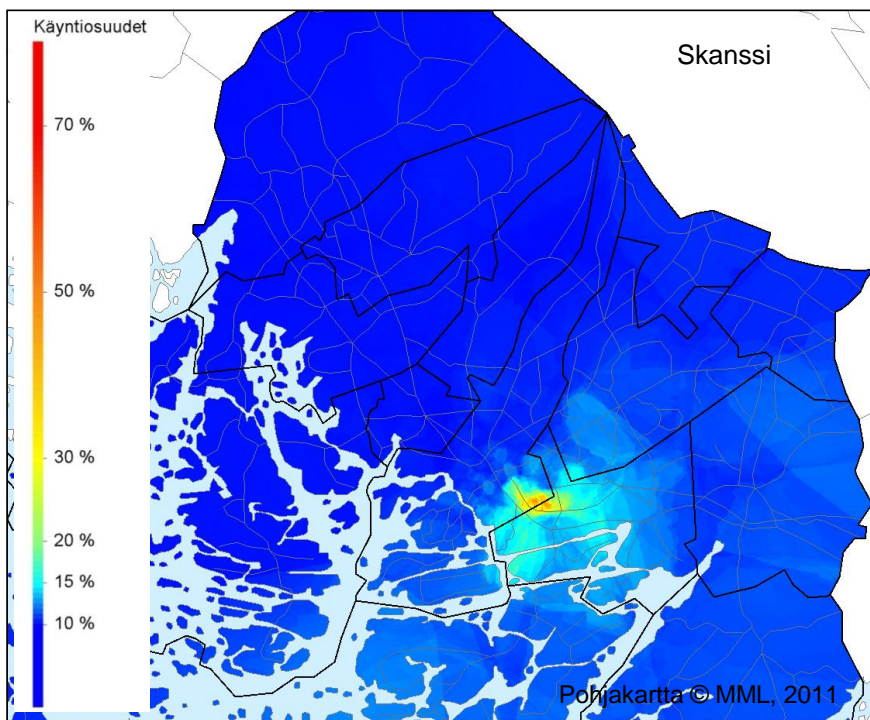 Käyntiosuudet
Skanssi
70 %
50 %
30 %
20 %
15 %
10 %
Pohjakartta © MML, 2011